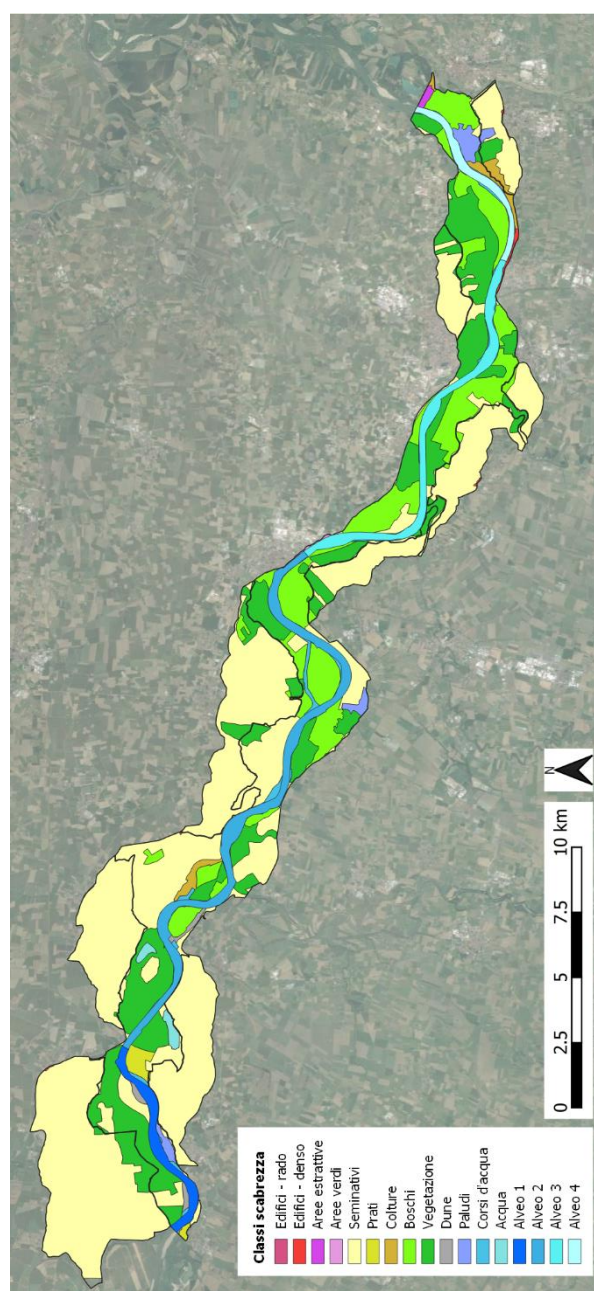 Classi scabrezza
Edifici - rado
Edifici - denso
Aree estrattive
Aree verdi
Seminativi
Prati
Colture
Boschi
Vegetazione
Dune
Paludi
Corsi d'acqua
Acqua
Alveo 1
Alveo 2
Alveo 3
Alveo 4
0 2.5 5 7.5 10 km
N